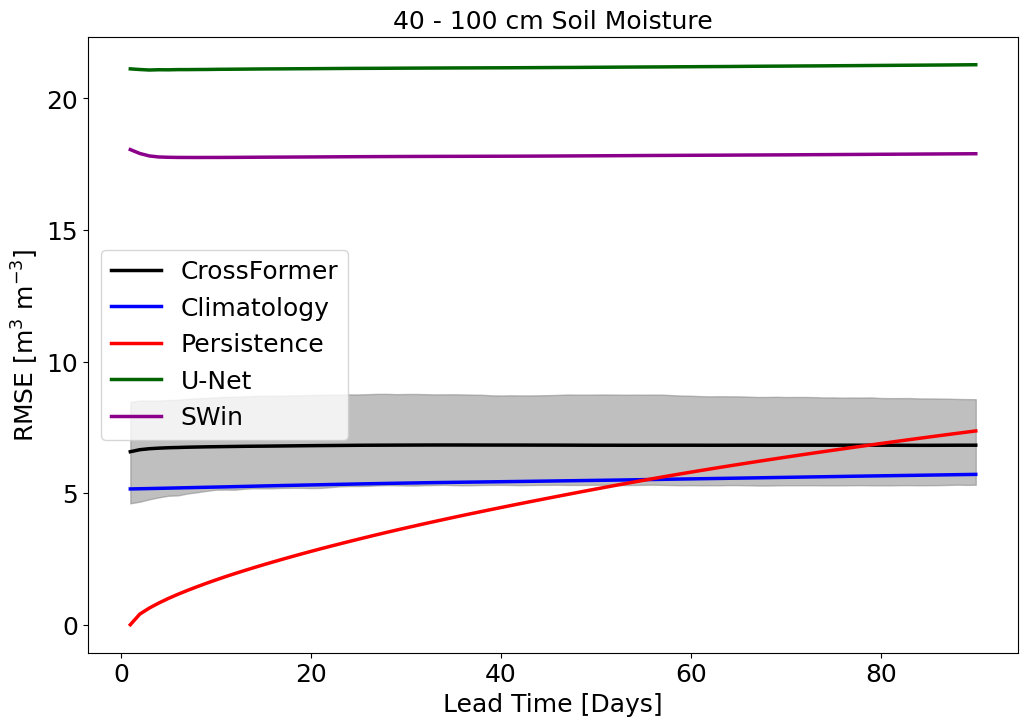 40 - 100 cm Soil Moisture
RMSE [m³ m⁻³]
20
15
10
5
0
CrossFormer
Climatology
Persistence
U-Net
SWin
0 20 40 60 80
Lead Time [Days]